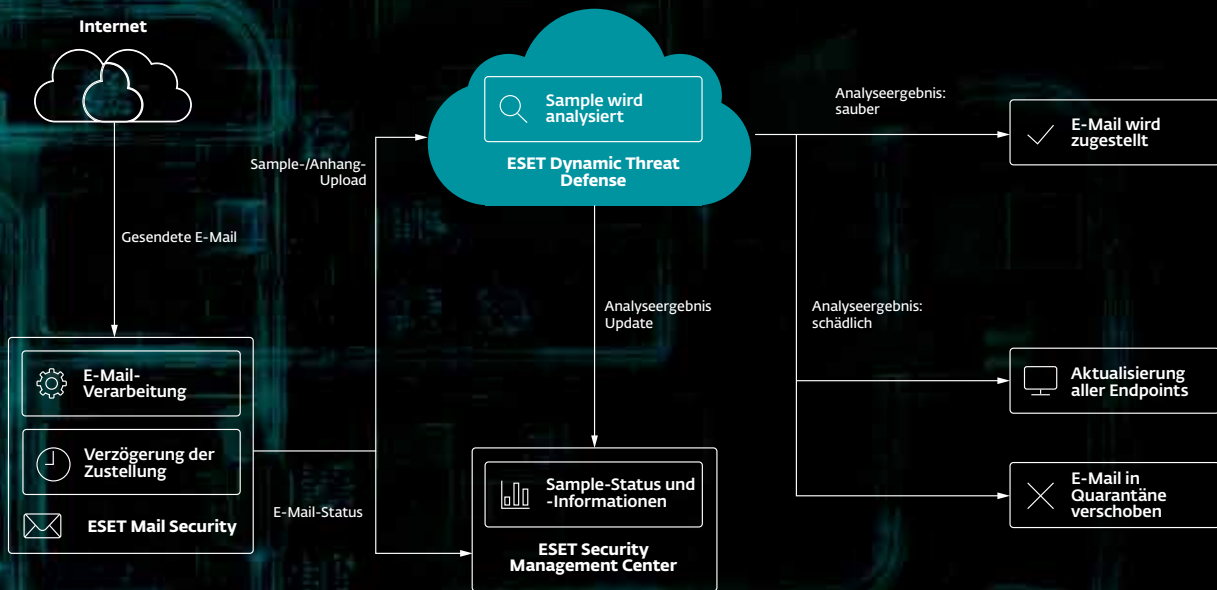 Internet
Gesendete E-Mail
E-Mail-
Verarbeitung
Verzögerung der
Zustellung
ESET Mail Security
Sample-/Anhang-
Upload
E-Mail-Status
Sample wird
analysiert
ESET Dynamic Threat
Defense
Analyseergebnis
Update
Sample-Status und
-Informationen
ESET Security
Management Center
Analyseergebnis:
sauber
E-Mail wird
zugestellt
Analyseergebnis:
schädlich
Aktualisierung
aller Endpoints
E-Mail in
Quarantäne
verschoben